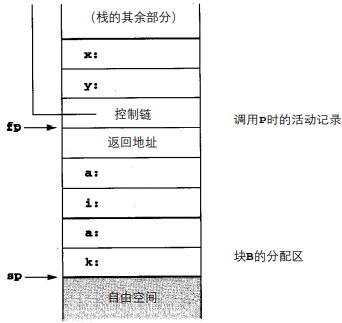 (栈的其余部分)
x:
y:
控制链
fp
调用P时的活动记录
返回地址
a:
i:
a:
k:
块B的分配区
sp
自由空间